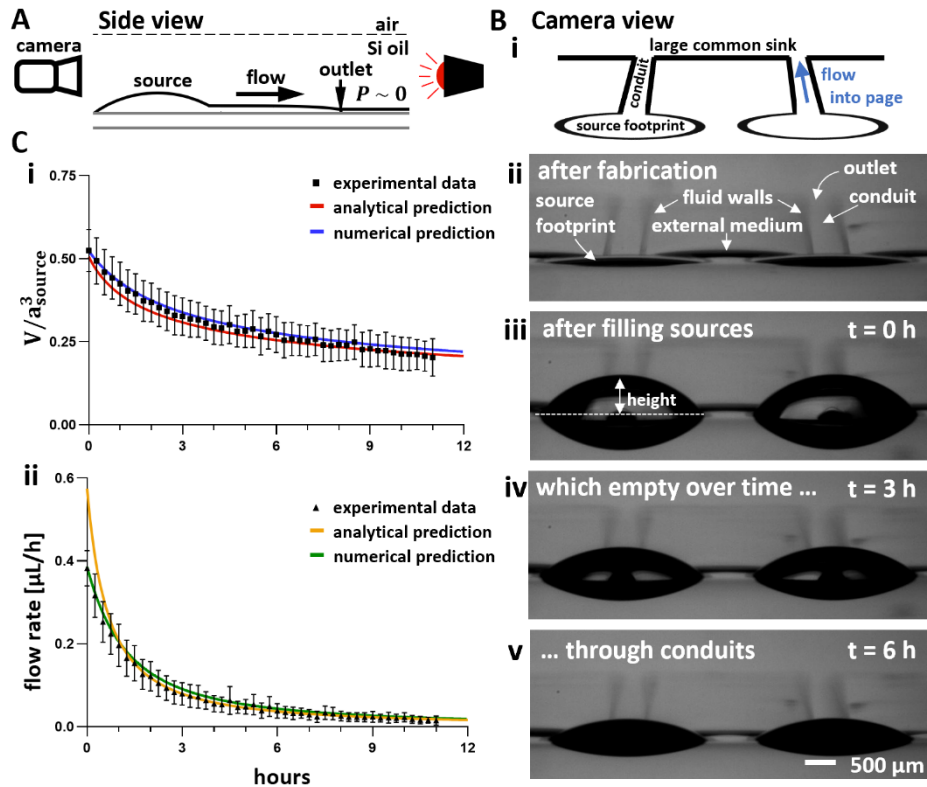 A
Side view
camera
air
Si oil
source
flow
outlet
P ~ 0
B
Camera view
i
large common sink
conduit
flow
into page
source footprint
C
i
V/a³source
0.75
0.50
0.25
0.00
0 3 6 9 12
experimental data
analytical prediction
numerical prediction
ii
flow rate [µL/h]
0.6
0.4
0.2
0.0
0 3 6 9 12
hours
experimental data
analytical prediction
numerical prediction
ii
after fabrication
outlet
source
footprint
fluid walls
conduit
external medium
iii
after filling sources
t = 0 h
height
iv
which empty over time ...
t = 3 h
v
... through conduits
t = 6 h
500 µm